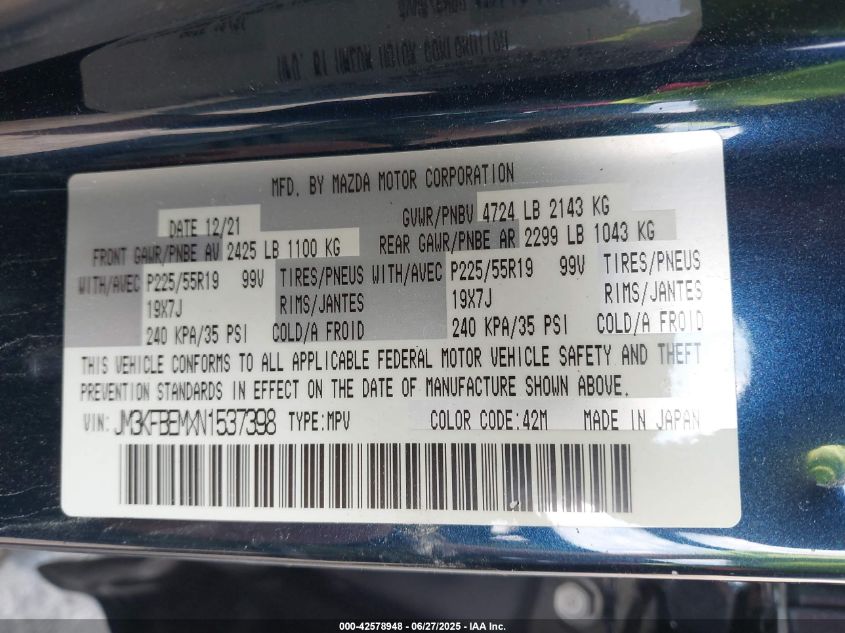 MFD. BY MAZDA MOTOR CORPORATION
DATE 12/21 GVWR/PNBV 4724 LB 2143 KG
FRONT GAWR/PNBE AV 2425 LB 1100 KG REAR GAWR/PNBE AR 2299 LB 1043 KG
WITH/AVEC P225/55R19 99V TIRES/PNEUS WITH/AVEC P225/55R19 99V TIRES/PNEUS
19X7J RIMS/JANTES 19X7J RIMS/JANTES
240 KPA/35 PSI COLD/A FROID 240 KPA/35 PSI COLD/A FROID
THIS VEHICLE CONFORMS TO ALL APPLICABLE FEDERAL MOTOR VEHICLE SAFETY AND THEFT
PREVENTION STANDARDS IN EFFECT ON THE DATE OF MANUFACTURE SHOWN ABOVE.
VIN: JM3KFBEMXN1537398 TYPE:MPV COLOR CODE:42M MADE IN JAPAN
000-42578948 - 06/27/2025 - IAA Inc.